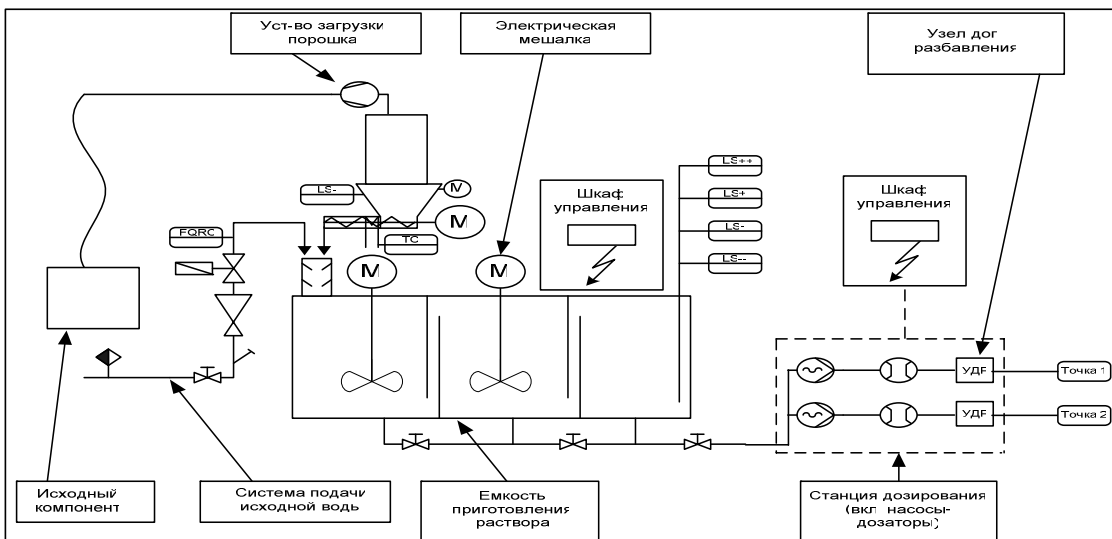 Уст-во загрузки
порошка
Электрическая
мешалка
Узел дог
разбавления
LS++
LS+
LS-
LS--
Шкаф
управления
Шкаф
управления
LS-
M
M
TC
FQRC
M
M
УДР
Точка 1
УДР
Точка 2
Исходный
компонент
Система подачи
исходной водь
Емкость
приготовления
раствора
Станция дозирования
(вкл насосы-
дозаторы)